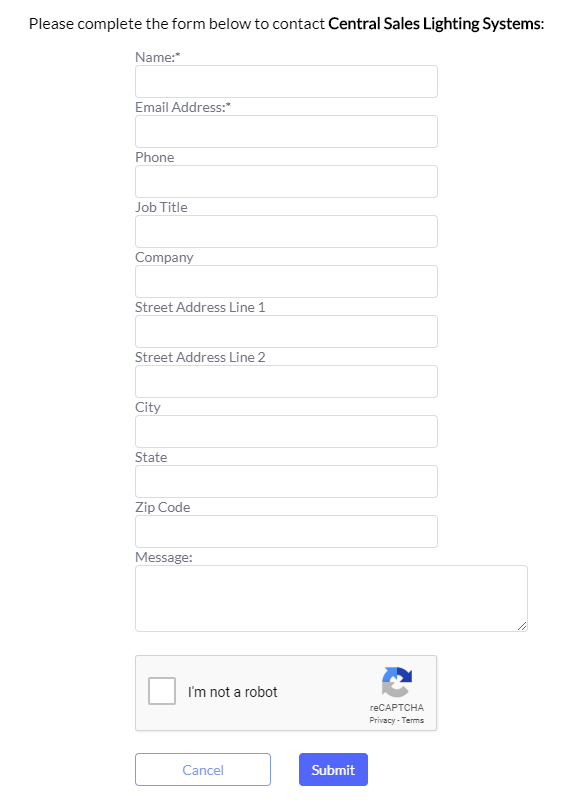 Please complete the form below to contact Central Sales Lighting Systems:
Name:*
Email Address:*
Phone
Job Title
Company
Street Address Line 1
Street Address Line 2
City
State
Zip Code
Message:
I'm not a robot
reCAPTCHA
Privacy - Terms
Cancel
Submit